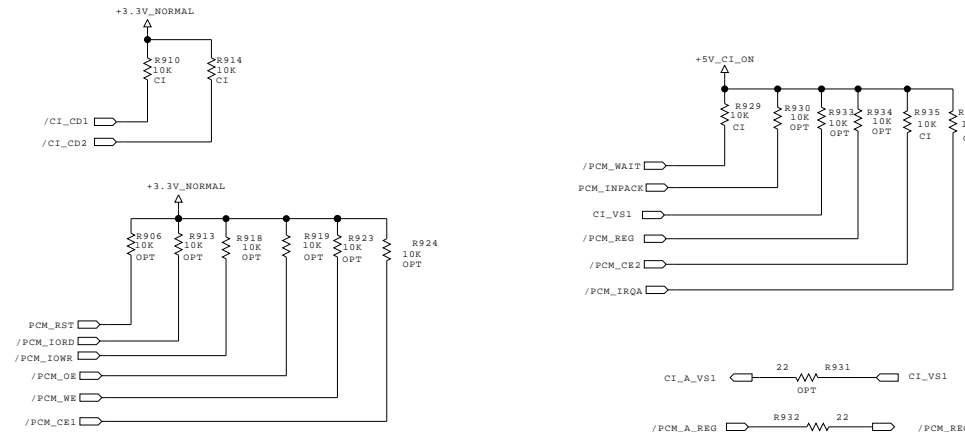 +3.3V_NORMAL
R910
10K
CI
R914
10K
CI
/CI_CD1
/CI_CD2
+3.3V_NORMAL
R906
10K
OPT
R913
10K
OPT
R918
10K
OPT
R919
10K
OPT
R923
10K
OPT
R924
10K
OPT
PCM_RST
/PCM_IORD
/PCM_IOWR
/PCM_OE
/PCM_WE
/PCM_CE1
+5V_CI_ON
R929
10K
CI
R930
10K
OPT
R933
10K
OPT
R934
10K
OPT
R935
10K
CI
/PCM_WAIT
PCM_INPACK
CI_VS1
/PCM_REG
/PCM_CE2
/PCM_IRQA
CI_A_VS1
22
R931
OPT
CI_VS1
/PCM_A_REG
R932
22
/PCM_REG